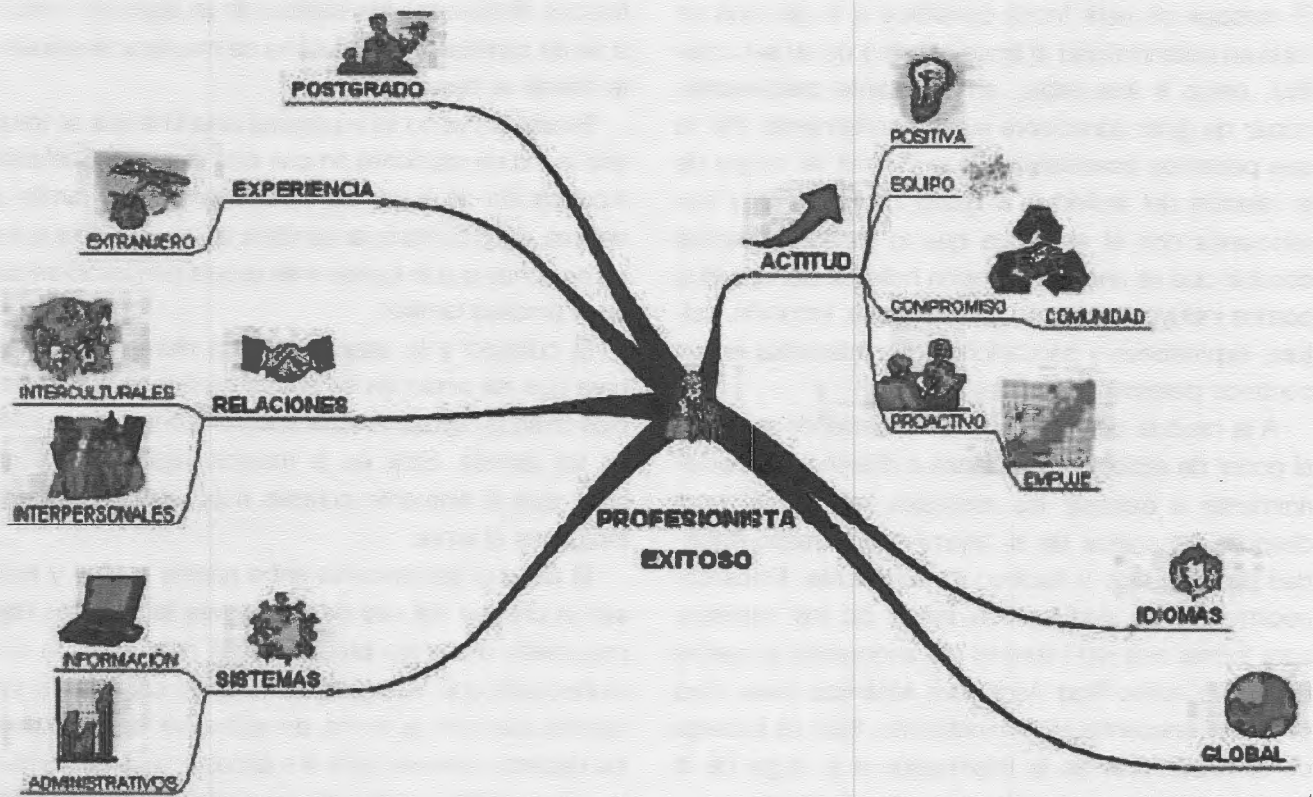 POSTGRADO
EXPERIENCIA
EXTRANJERO
RELACIONES
INTERCULTURALES
INTERPERSONALES
SISTEMAS
INFORMACIÓN
ADMINISTRATIVOS
PROFESIONISTA
EXITOSO
ACTITUD
POSITIVA
EQUIPO
COMPROMISO
COMUNIDAD
PROACTIVO
EMPUJE
IDIOMAS
GLOBAL